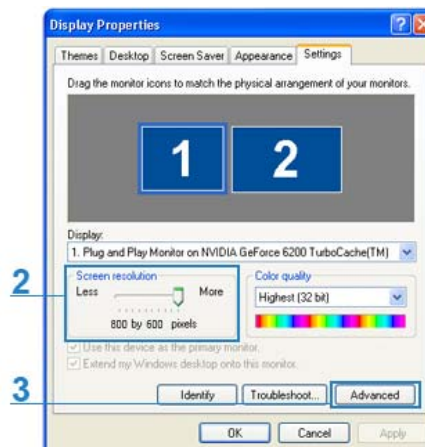 Display Properties
Themes Desktop Screen Saver Appearance Settings
Drag the monitor icons to match the physical arrangement of your monitors.
1 2
Display:
1. Plug and Play Monitor on NVIDIA GeForce 6200 TurboCache(TM)
2
Screen resolution
Less More
800 by 600 pixels
Color quality
Highest (32 bit)
Use this device as the primary monitor.
Extend my Windows desktop onto this monitor.
3
Identify Troubleshoot... Advanced
OK Cancel Apply